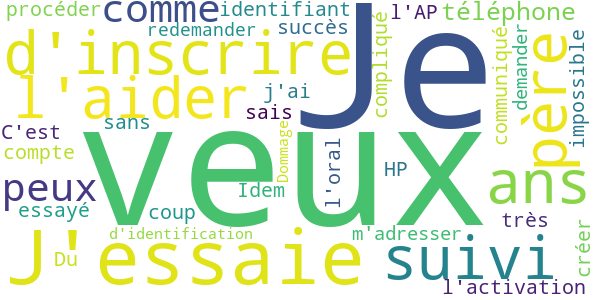 procéder
comme
identifiant
l'AP
téléphone
redemander
succès
d'inscrire
Je
compliqué
communiqué
demander
père
impossible
l'aider
j'ai
sais
sans
C'est
compte
veux
Dommage
l'oral
HP
peux
ans
essayé
coup
Idem
très
d'identification
m'adresser
J'essaie
Du
suivi
créer
l'activation